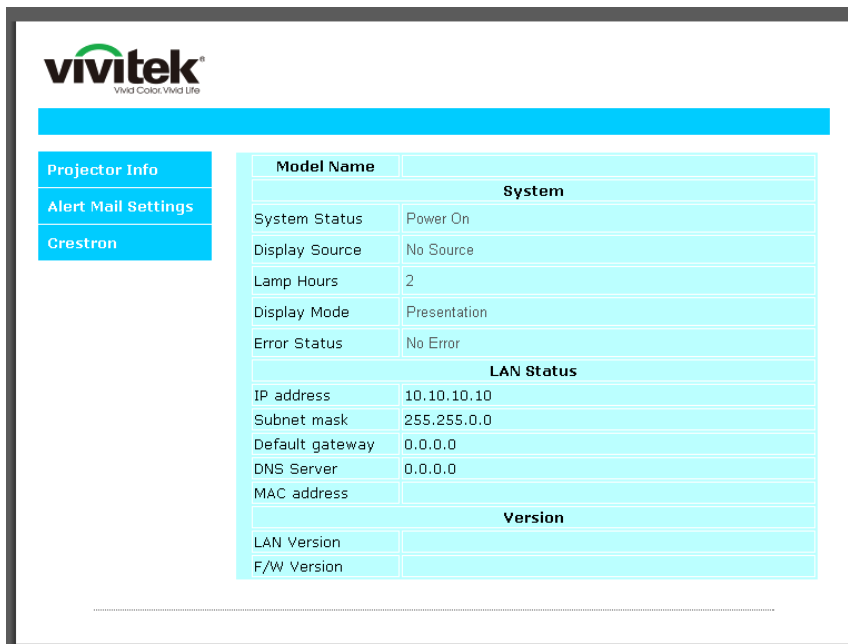 vivitek®
Vivid Color. Vivid Life
Projector Info
Alert Mail Settings
Crestron
Model Name
System
System Status Power On
Display Source No Source
Lamp Hours 2
Display Mode Presentation
Error Status No Error
LAN Status
IP address 10.10.10.10
Subnet mask 255.255.0.0
Default gateway 0.0.0.0
DNS Server 0.0.0.0
MAC address
Version
LAN Version
F/W Version